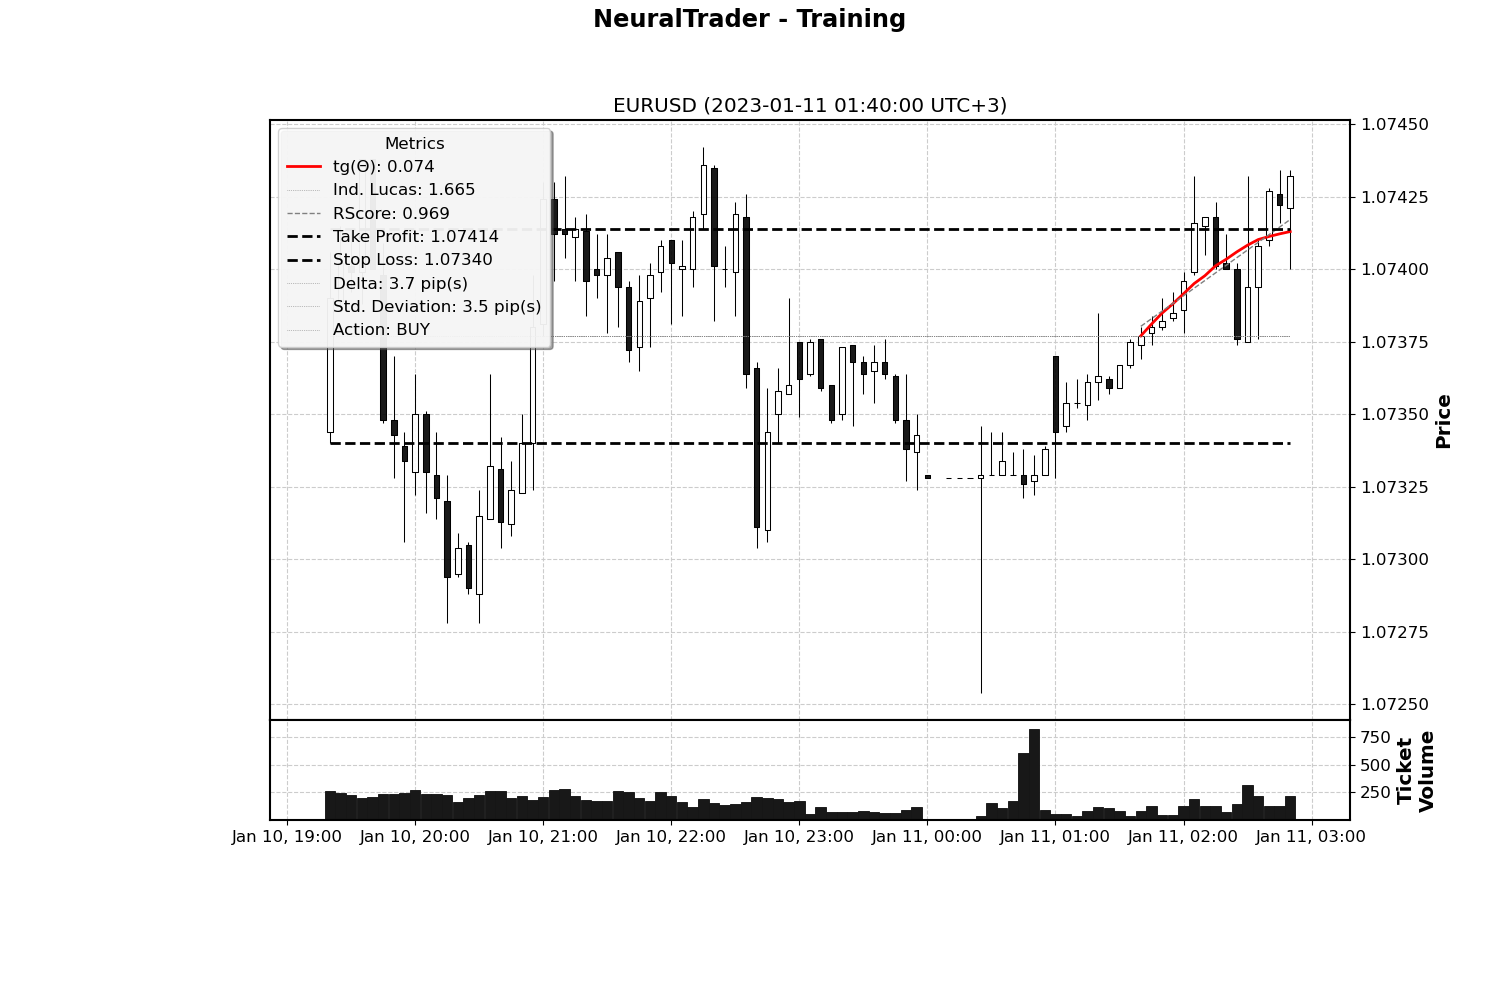 NeuralTrader - Training
EURUSD (2023-01-11 01:40:00 UTC+3)
Metrics
tg(Θ): 0.074
Ind. Lucas: 1.665
RScore: 0.969
Take Profit: 1.07414
Stop Loss: 1.07340
Delta: 3.7 pip(s)
Std. Deviation: 3.5 pip(s)
Action: BUY
1.07450
1.07425
1.07400
1.07375
1.07350
1.07325
1.07300
1.07275
1.07250
Price
750
500
250
Ticket
Volume
Jan 10, 19:00
Jan 10, 20:00
Jan 10, 21:00
Jan 10, 22:00
Jan 10, 23:00
Jan 11, 00:00
Jan 11, 01:00
Jan 11, 02:00
Jan 11, 03:00